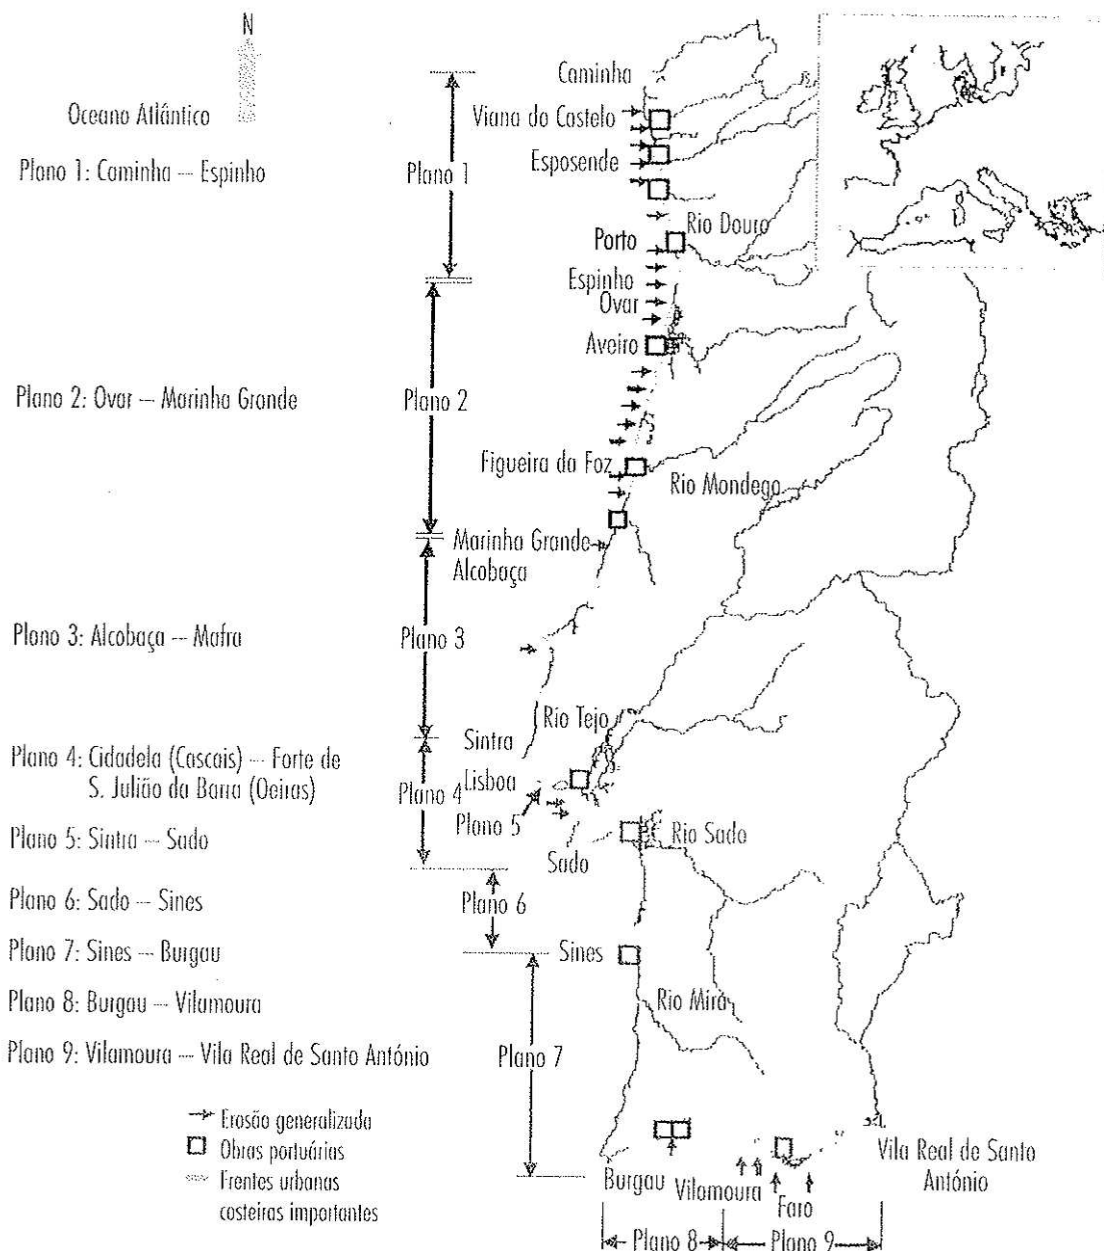 N
Oceano Atlântico
Plano 1: Caminha – Espinho
Plano 2: Ovar – Marinha Grande
Plano 3: Alcobaça – Mafra
Plano 4: Cidadela (Cascais) – Forte de
S. Julião da Barra (Oeiras)
Plano 5: Sintra – Sado
Plano 6: Sado – Sines
Plano 7: Sines – Burgau
Plano 8: Burgau – Vilamoura
Plano 9: Vilamoura – Vila Real de Santo António
Erosão generalizada
Obras portuárias
Frentes urbanas
costeiras importantes
Plano 1
Plano 2
Plano 3
Plano 4
Plano 5
Plano 6
Plano 7
Plano 8
Plano 9
Caminha
Viana do Castelo
Esposende
Rio Douro
Porto
Espinho
Ovar
Aveiro
Figueira da Foz
Rio Mondego
Marinha Grande
Alcobaça
Rio Tejo
Sintra
Lisboa
Rio Sado
Sado
Sines
Rio Mira
Burgau
Vilamoura
Faro
Vila Real de Santo
António